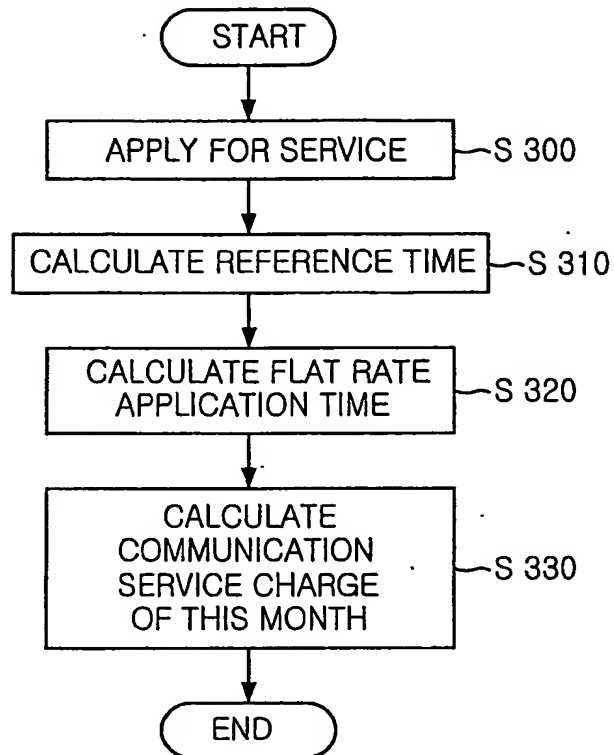 START
APPLY FOR SERVICE
S 300
CALCULATE REFERENCE TIME
S 310
CALCULATE FLAT RATE
APPLICATION TIME
S 320
CALCULATE
COMMUNICATION
SERVICE CHARGE
OF THIS MONTH
S 330
END